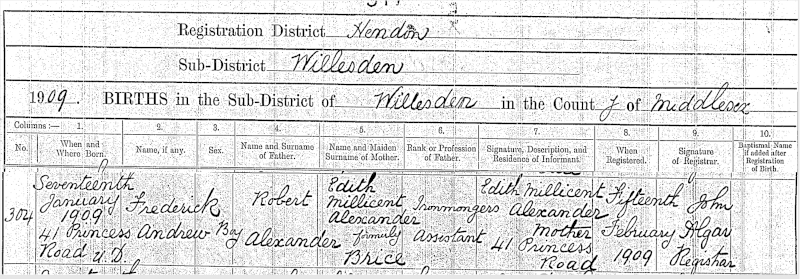 Registration District Hendon
Sub-District Willesden
1909. BIRTHS in the Sub-District of Willesden in the County of Middlesex
Columns:— 1. 2. 3. 4. 5. 6. 7. 8. 9. 10.
No. When and Where Born. Name, if any. Sex. Name and Surname of Father. Name and Maiden Surname of Mother. Rank or Profession of Father. Signature, Description, and Residence of Informant. When Registered. Signature of Registrar. Baptismal Name if added after Registration of Birth.
304
Seventeenth
January
1909
41 Princess
Road U.D.
Frederick
Andrew
Boy
Robert
Alexander
Edith
Millicent
Alexander
formerly
Brice
Ironmongers
Assistant
Edith Millicent
Alexander
Mother
41 Princess
Road
Fifteenth
February
1909
John
Algar
Registrar